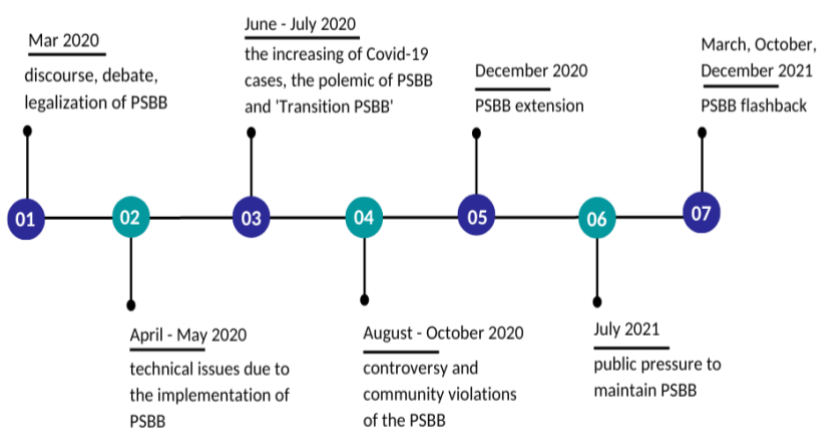 Mar 2020
discourse, debate,
legalization of PSBB
June - July 2020
the increasing of Covid-19
cases, the polemic of PSBB
and 'Transition PSBB'
December 2020
PSBB extension
March, October,
December 2021
PSBB flashback
01
02
03
04
05
06
07
April - May 2020
technical issues due to
the implementation of
PSBB
August - October 2020
controversy and
community violations
of the PSBB
July 2021
public pressure to
maintain PSBB